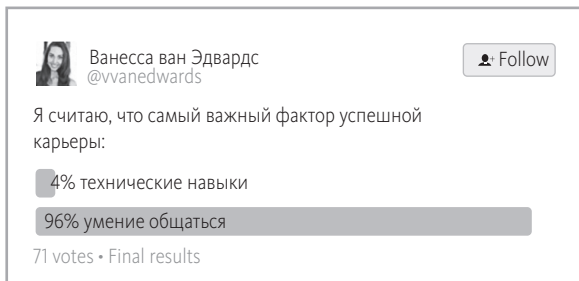 Ванесса ван Эдвардс
Follow
@vvanedwards
Я считаю, что самый важный фактор успешной
карьеры:
4% технические навыки
96% умение общаться
71 votes • Final results